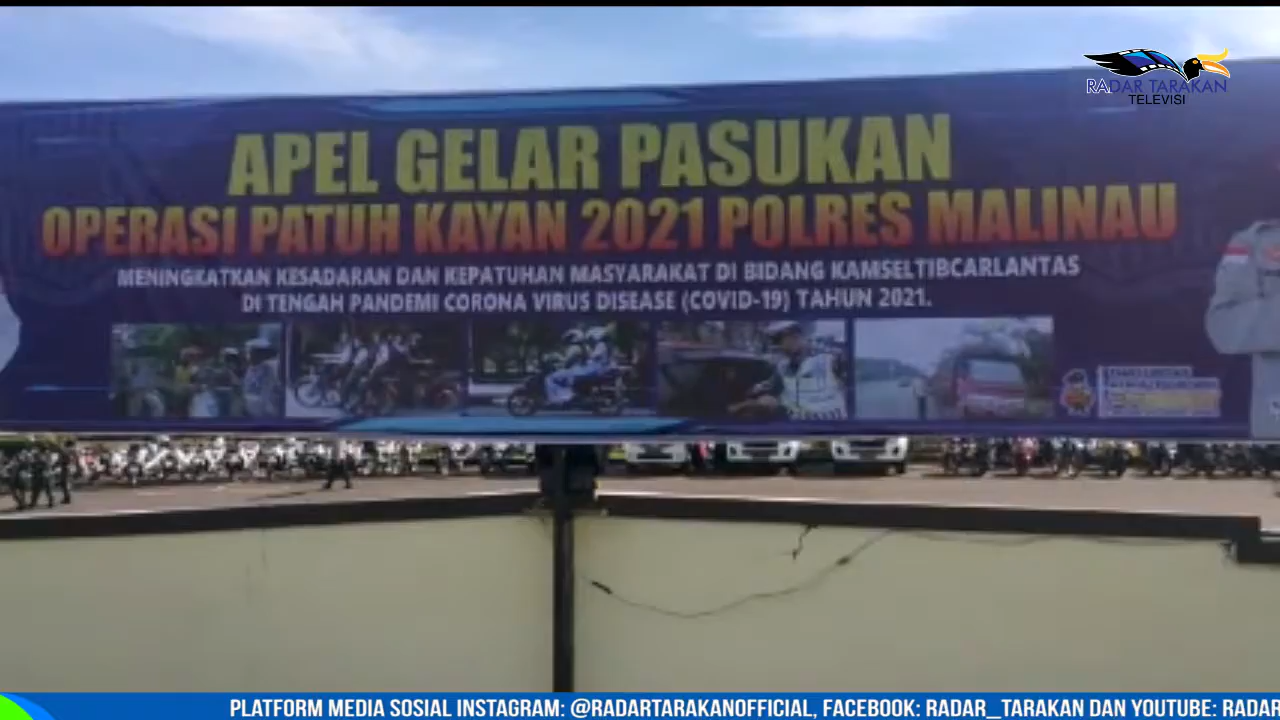 RADAR TARAKAN
TELEVISI
APEL GELAR PASUKAN
OPERASI PATUH KAYAN 2021 POLRES MALINAU
MENINGKATKAN KESADARAN DAN KEPATUHAN MASYARAKAT DI BIDANG KAMSELTIBCARLANTAS
DI TENGAH PANDEMI CORONA VIRUS DISEASE (COVID-19) TAHUN 2021.
PLATFORM MEDIA SOSIAL INSTAGRAM: @RADARTARAKANOFFICIAL, FACEBOOK: RADAR_TARAKAN DAN YOUTUBE: RADAR